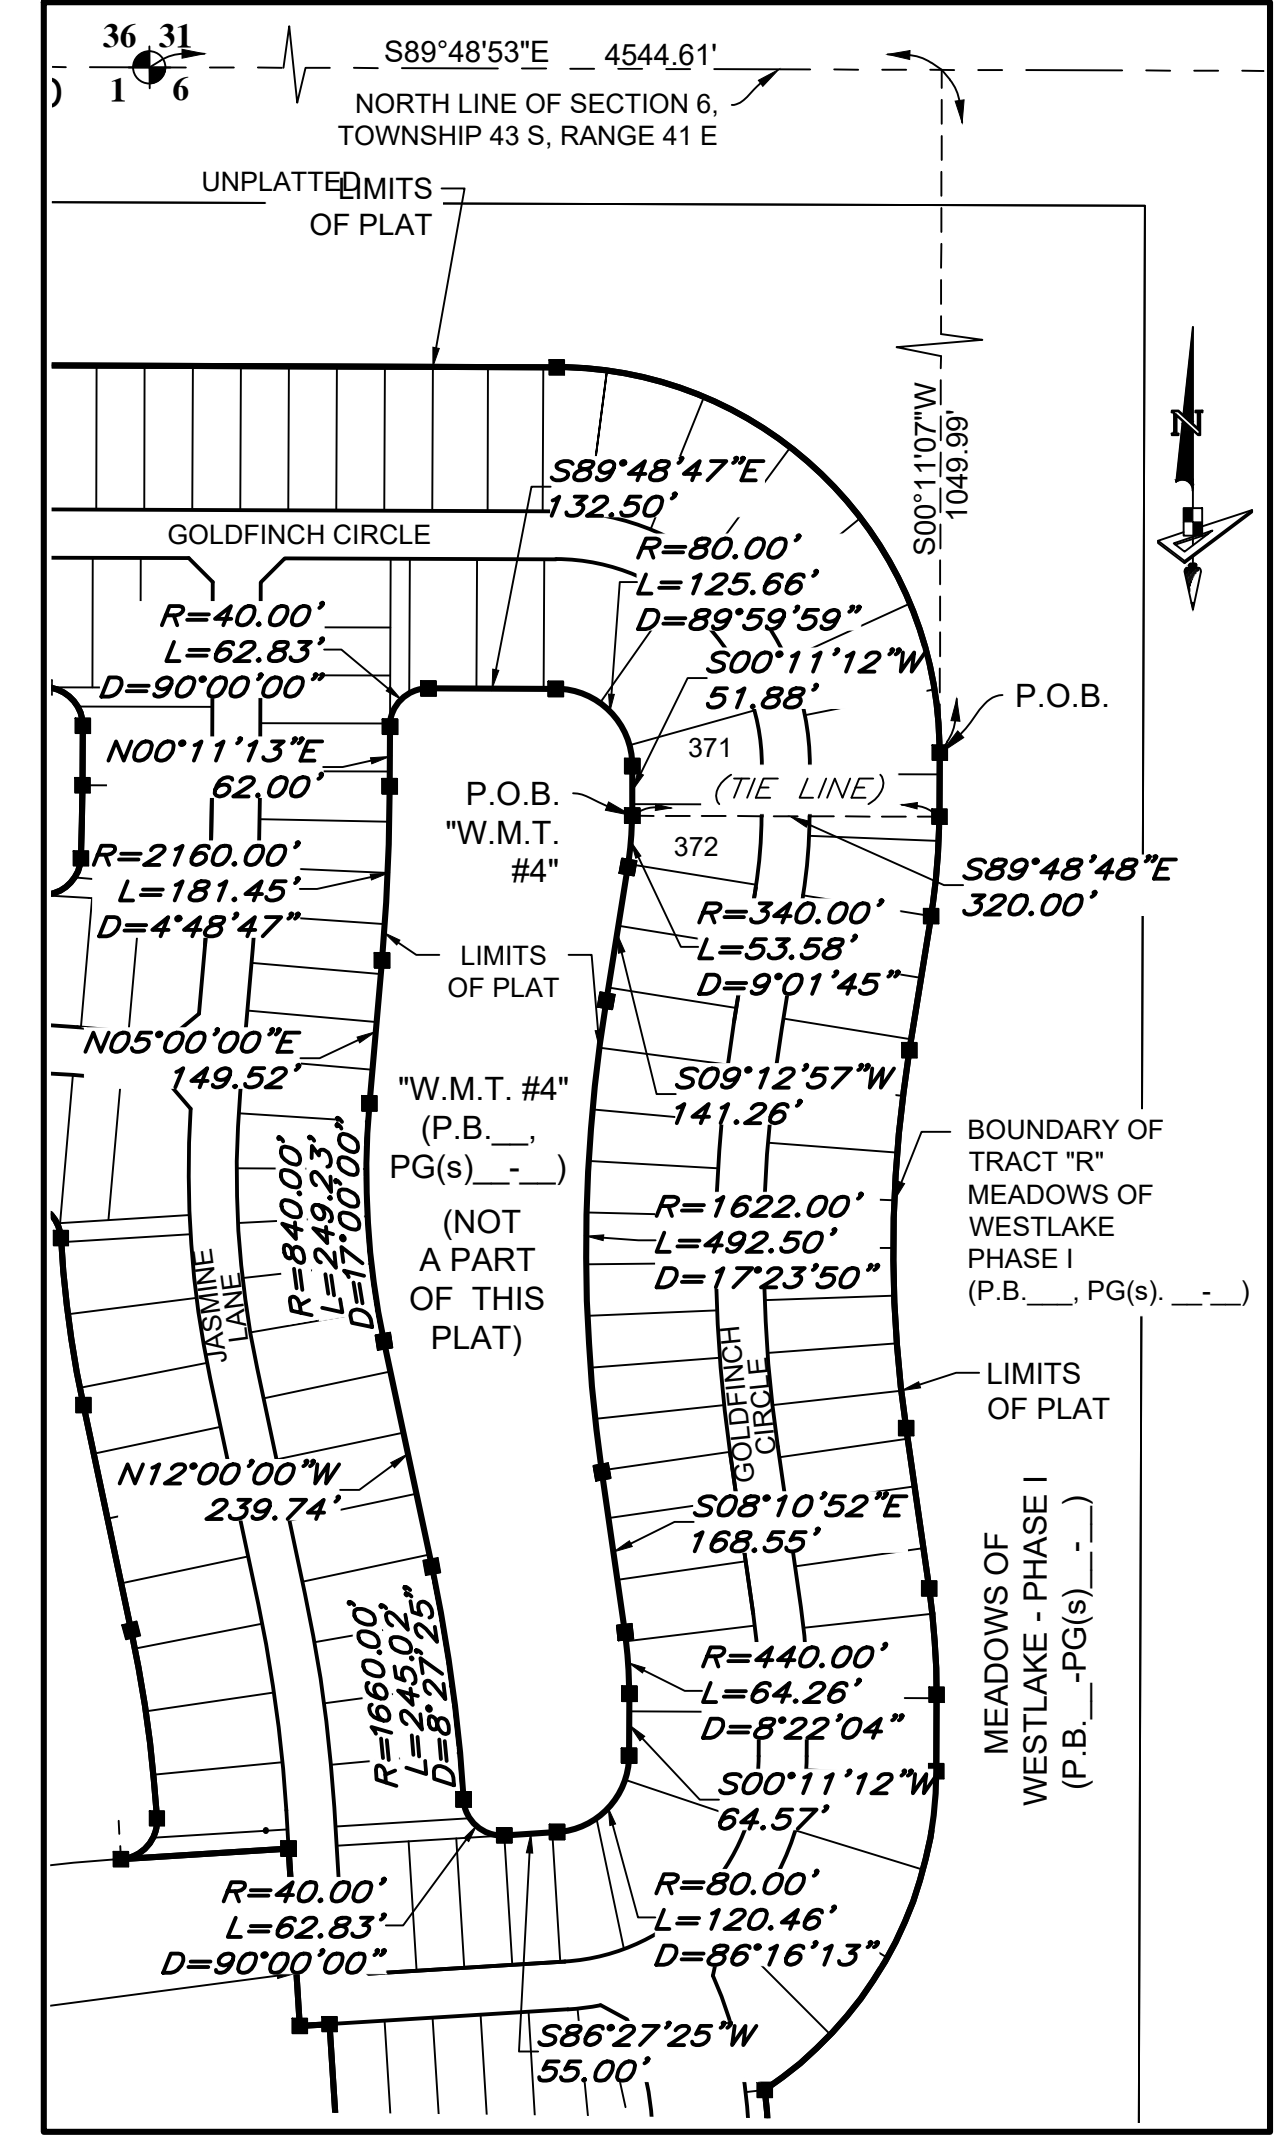 36 31
1 6
S89°48'53"E 4544.61'
NORTH LINE OF SECTION 6,
TOWNSHIP 43 S, RANGE 41 E
UNPLATTED
LIMITS
OF PLAT
S00°11'07"W
1049.99'
N
S89°48'47"E
132.50'
GOLDFINCH CIRCLE
R=80.00'
L=125.66'
D=89°59'59"
R=40.00'
L=62.83'
D=90°00'00"
S00°11'12"W
51.88'
P.O.B.
N00°11'13"E
62.00'
371
(TIE LINE)
P.O.B.
"W.M.T.
#4"
372
R=2160.00'
L=181.45'
D=4°48'47"
S89°48'48"E
320.00'
R=340.00'
L=53.58'
D=9°01'45"
LIMITS
OF PLAT
N05°00'00"E
149.52'
S09°12'57"W
141.26'
"W.M.T. #4"
(P.B.__,
PG(s)__-__)
(NOT
A PART
OF THIS
PLAT)
BOUNDARY OF
TRACT "R"
MEADOWS OF
WESTLAKE
PHASE I
(P.B.___, PG(s). __-__)
R=840.00'
L=249.23'
D=17°00'00"
R=1622.00'
L=492.50'
D=17°23'50"
JASMINE
LANE
GOLDFINCH
CIRCLE
LIMITS
OF PLAT
N12°00'00"W
239.74'
S08°10'52"E
168.55'
MEADOWS OF
WESTLAKE - PHASE I
(P.B.___-PG(s)__-__)
R=1660.00'
L=245.02'
D=8°27'25"
R=440.00'
L=64.26'
D=8°22'04"
S00°11'12"W
64.57'
R=40.00'
L=62.83'
D=90°00'00"
R=80.00'
L=120.46'
D=86°16'13"
S86°27'25"W
55.00'